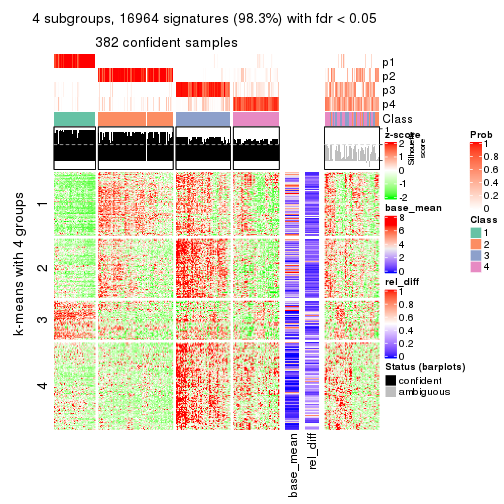 4 subgroups, 16964 signatures (98.3%) with fdr < 0.05
382 confident samples
p1
p2
p3
p4
Class
Silhouette
score
1
z-score
2
1
0
-1
-2
base_mean
8
6
4
2
0
rel_diff
1
0.8
0.6
0.4
0.2
0
Status (barplots)
confident
ambiguous
Prob
1
0.8
0.6
0.4
0.2
0
Class
1
2
3
4
k-means with 4 groups
1
2
3
4
base_mean
rel_diff